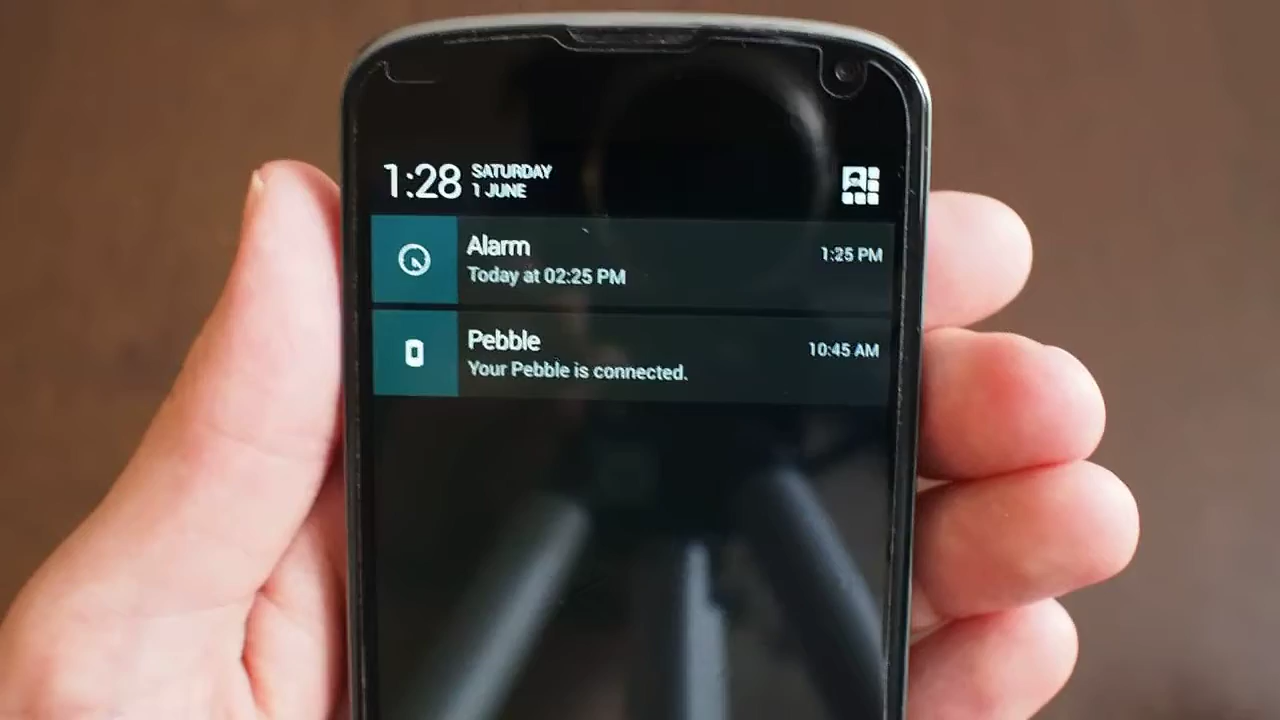 1:28 SATURDAY
1 JUNE
Alarm 1:25 PM
Today at 02:25 PM
Pebble 10:45 AM
Your Pebble is connected.